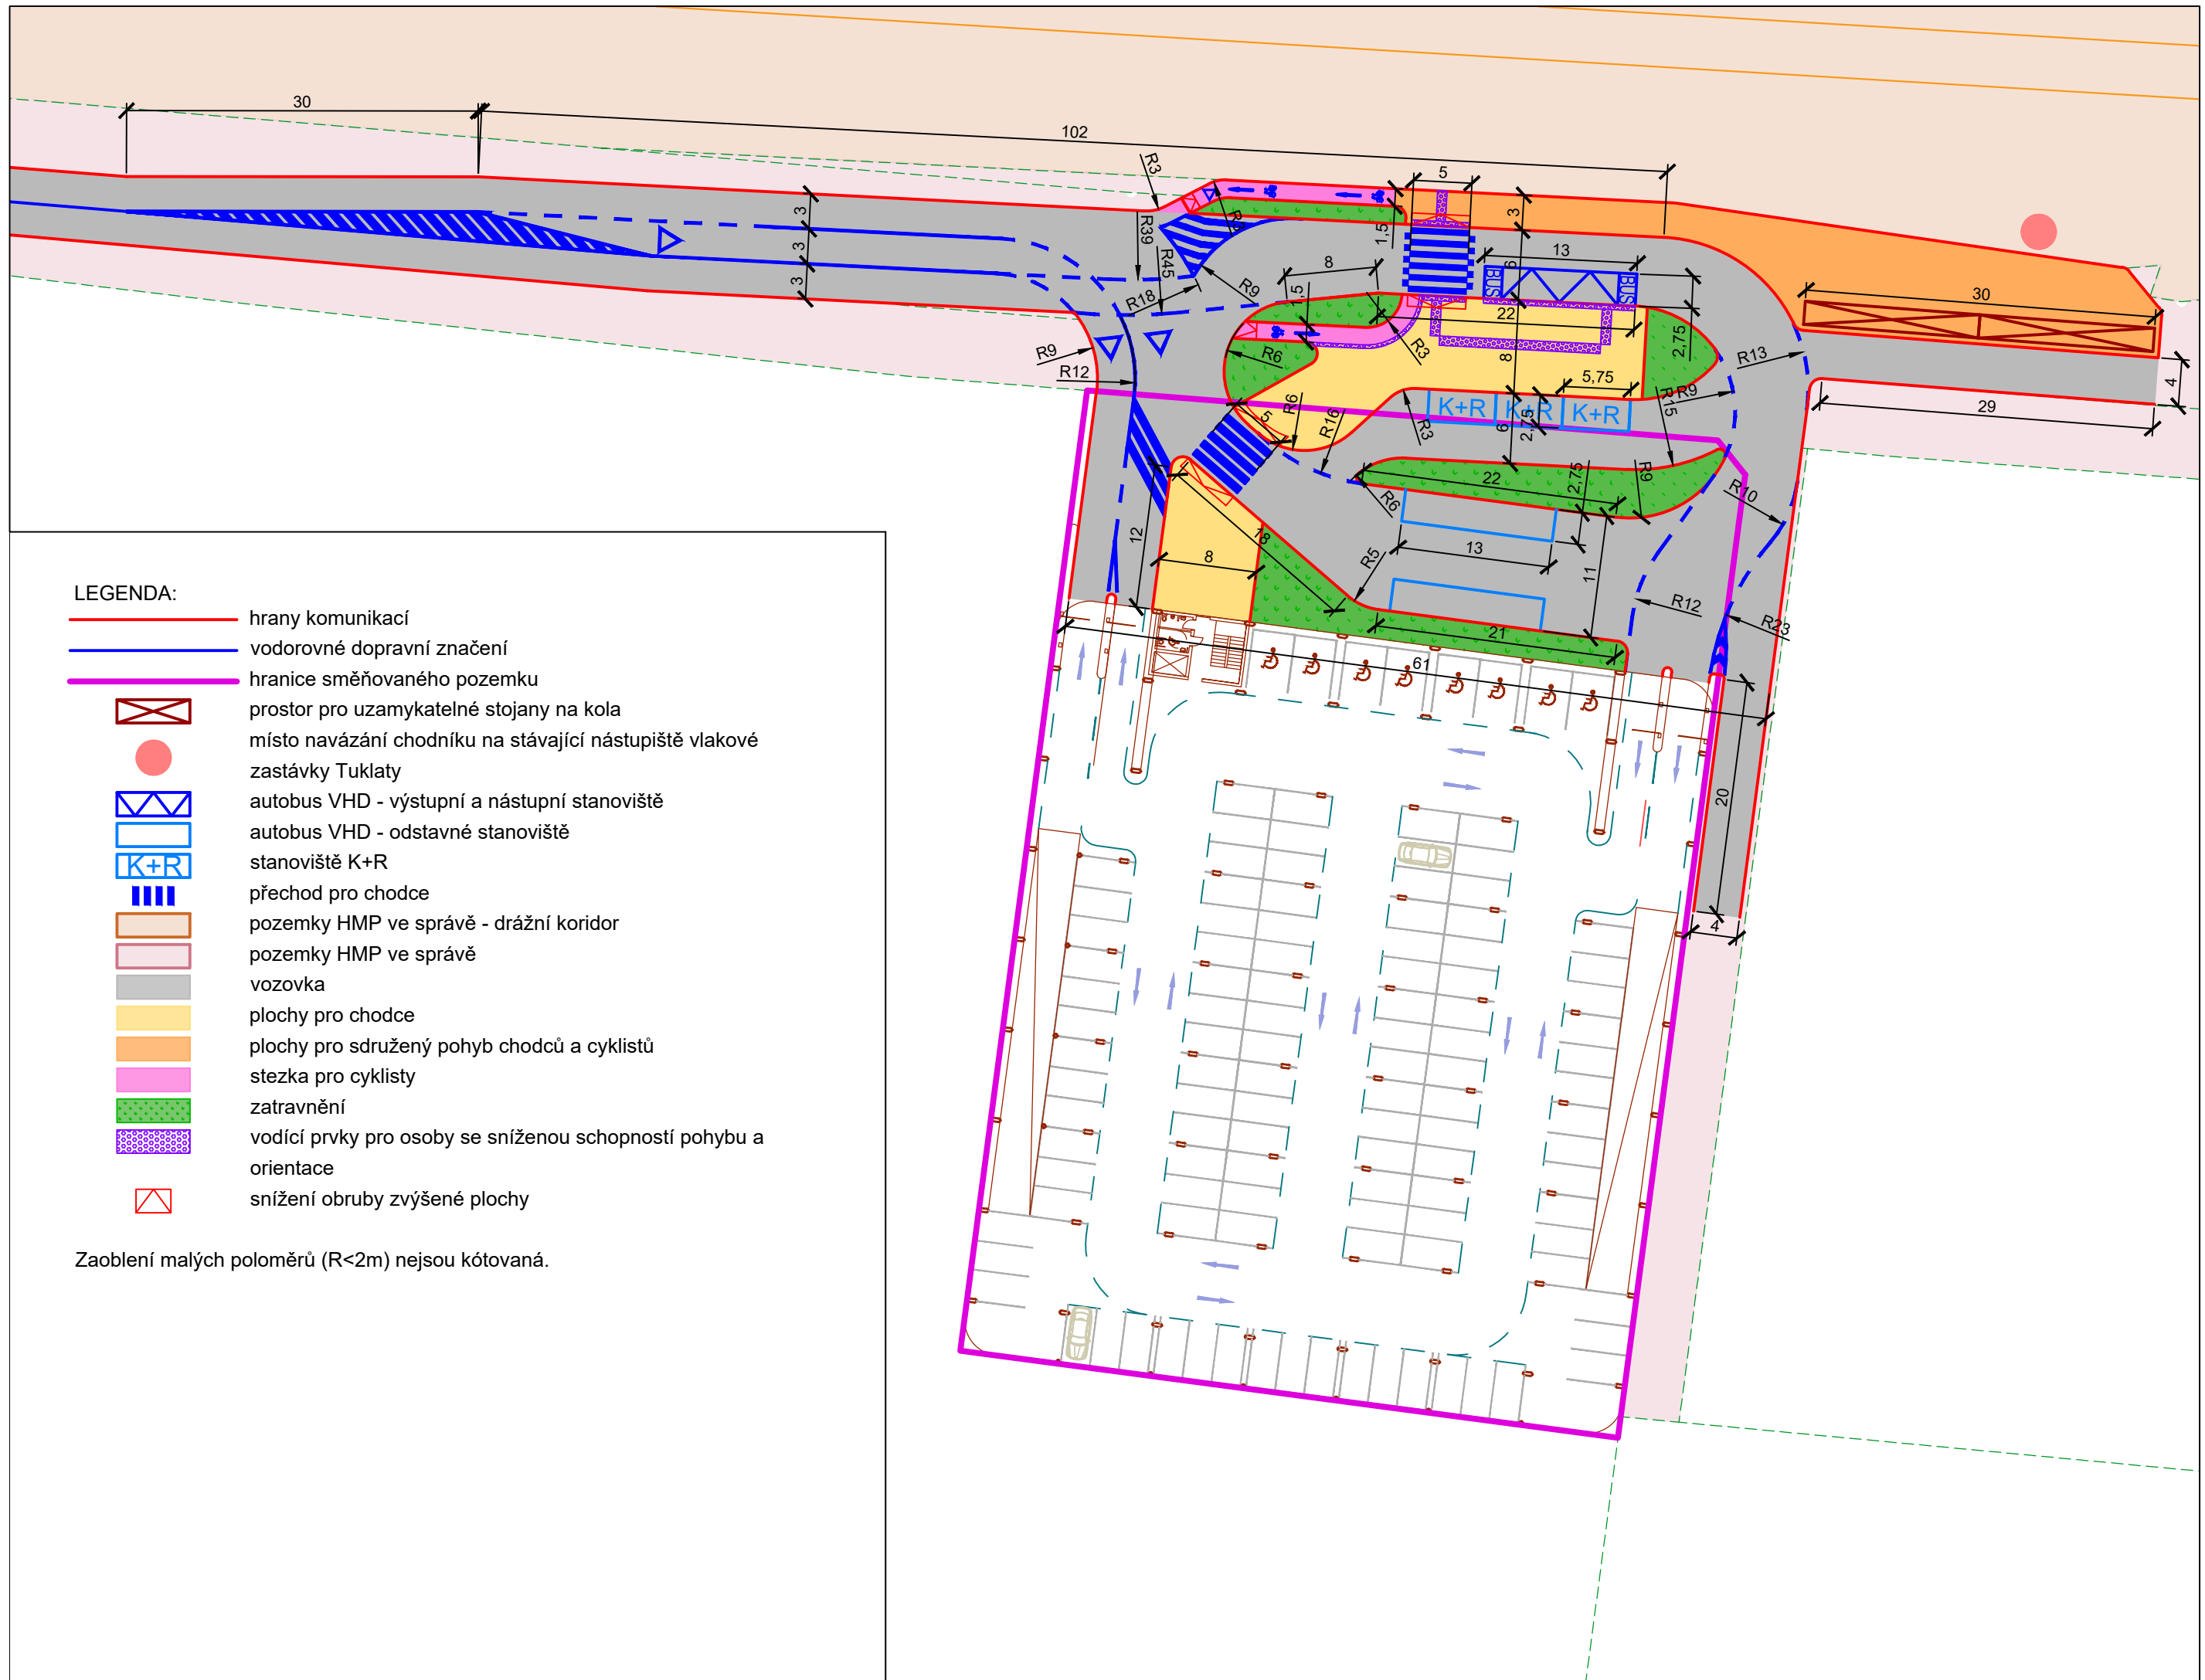 30
102
R3
5
3
3
3
R39
R45
R18
R9
1,5
3
13
6
8
1,5
BUS
BUS
22
2,75
R13
30
4
29
R9
R12
R6
R3
8
5,75
R9
R15
K+R
K+R
K+R
5
R6
R16
R3
6
2,75
22
2,75
R9
R6
R10
12
8
18
R5
13
11
R12
R23
21
61
20
4
LEGENDA:
hrany komunikací
vodorovné dopravní značení
hranice směňovaného pozemku
prostor pro uzamykatelné stojany na kola
místo navázání chodníku na stávající nástupiště vlakové
zastávky Tuklaty
autobus VHD - výstupní a nástupní stanoviště
autobus VHD - odstavné stanoviště
K+R stanoviště K+R
přechod pro chodce
pozemky HMP ve správě - drážní koridor
pozemky HMP ve správě
vozovka
plochy pro chodce
plochy pro sdružený pohyb chodců a cyklistů
stezka pro cyklisty
zatravnění
vodící prvky pro osoby se sníženou schopností pohybu a
orientace
snížení obruby zvýšené plochy
Zaoblení malých poloměrů (R<2m) nejsou kótovaná.